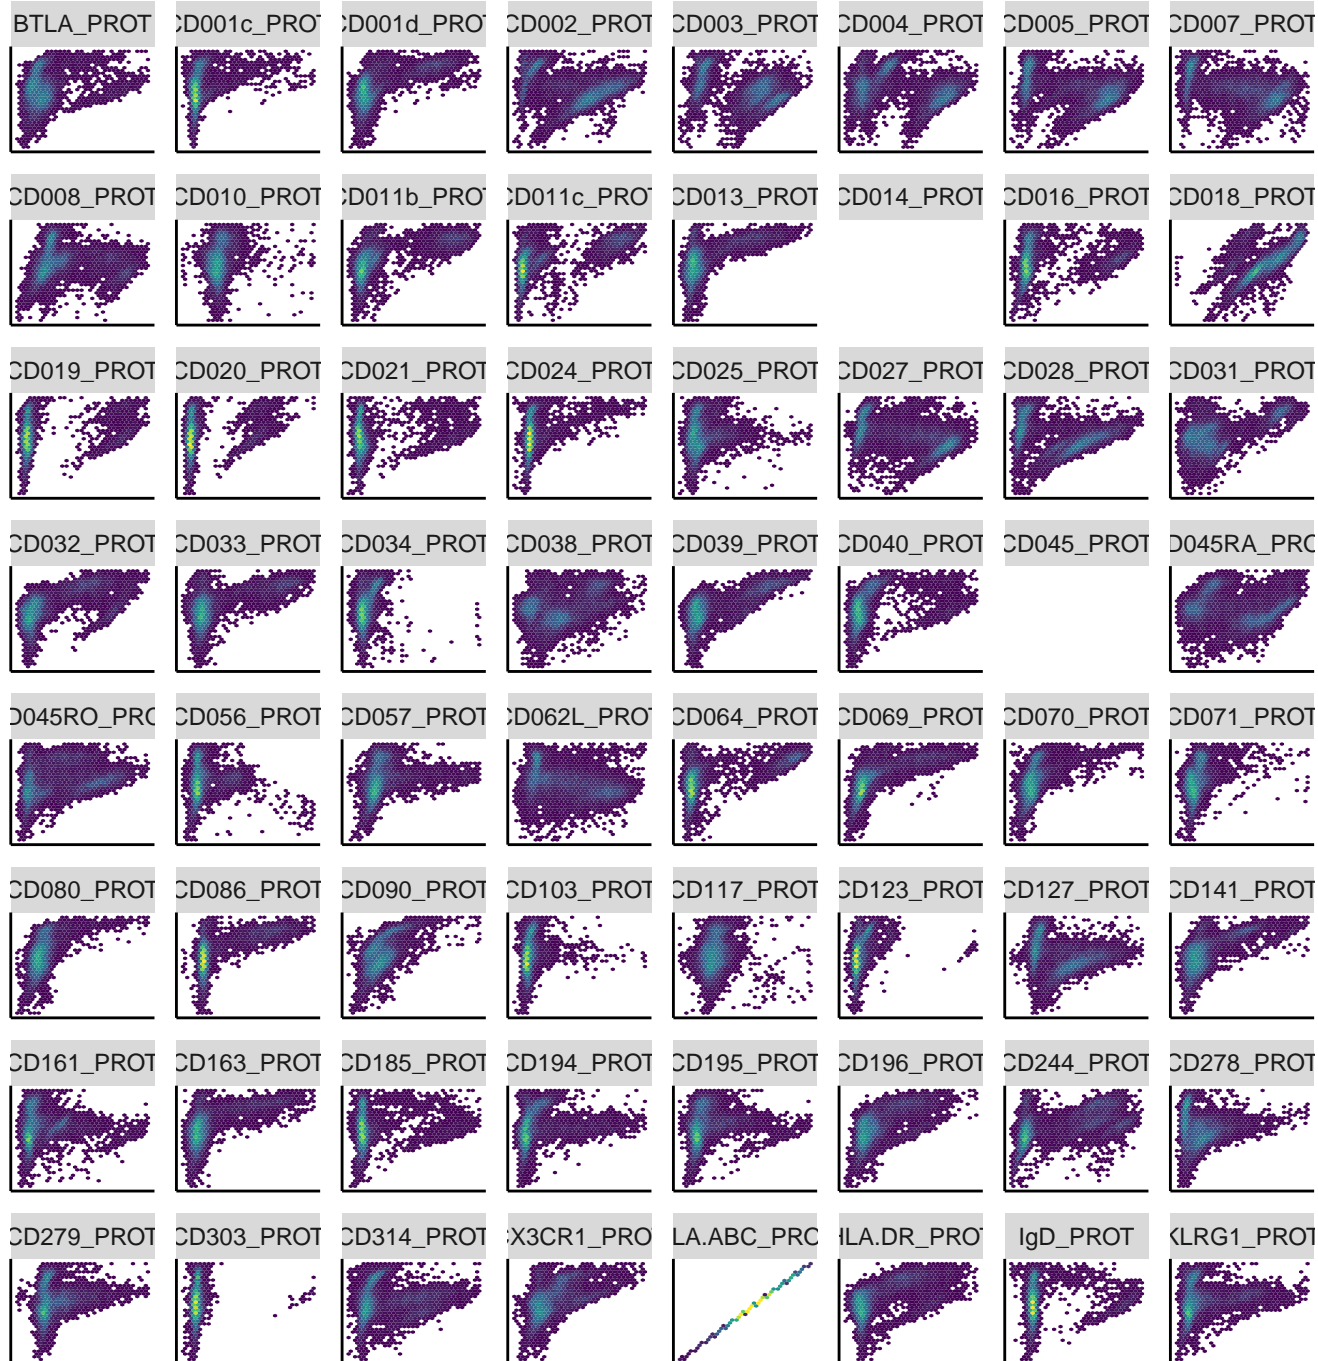 BTLA_PROT CD001c_PROT CD001d_PROT CD002_PROT CD003_PROT CD004_PROT CD005_PROT CD007_PROT
CD008_PROT CD010_PROT CD011b_PROT CD011c_PROT CD013_PROT CD014_PROT CD016_PROT CD018_PROT
CD019_PROT CD020_PROT CD021_PROT CD024_PROT CD025_PROT CD027_PROT CD028_PROT CD031_PROT
CD032_PROT CD033_PROT CD034_PROT CD038_PROT CD039_PROT CD040_PROT CD045_PROT D045RA_PRO
D045RO_PRO CD056_PROT CD057_PROT CD062L_PROT CD064_PROT CD069_PROT CD070_PROT CD071_PROT
CD080_PROT CD086_PROT CD090_PROT CD103_PROT CD117_PROT CD123_PROT CD127_PROT CD141_PROT
CD161_PROT CD163_PROT CD185_PROT CD194_PROT CD195_PROT CD196_PROT CD244_PROT CD278_PROT
CD279_PROT CD303_PROT CD314_PROT CX3CR1_PROT LA.ABC_PRO HLA.DR_PROT IgD_PROT KLRG1_PROT